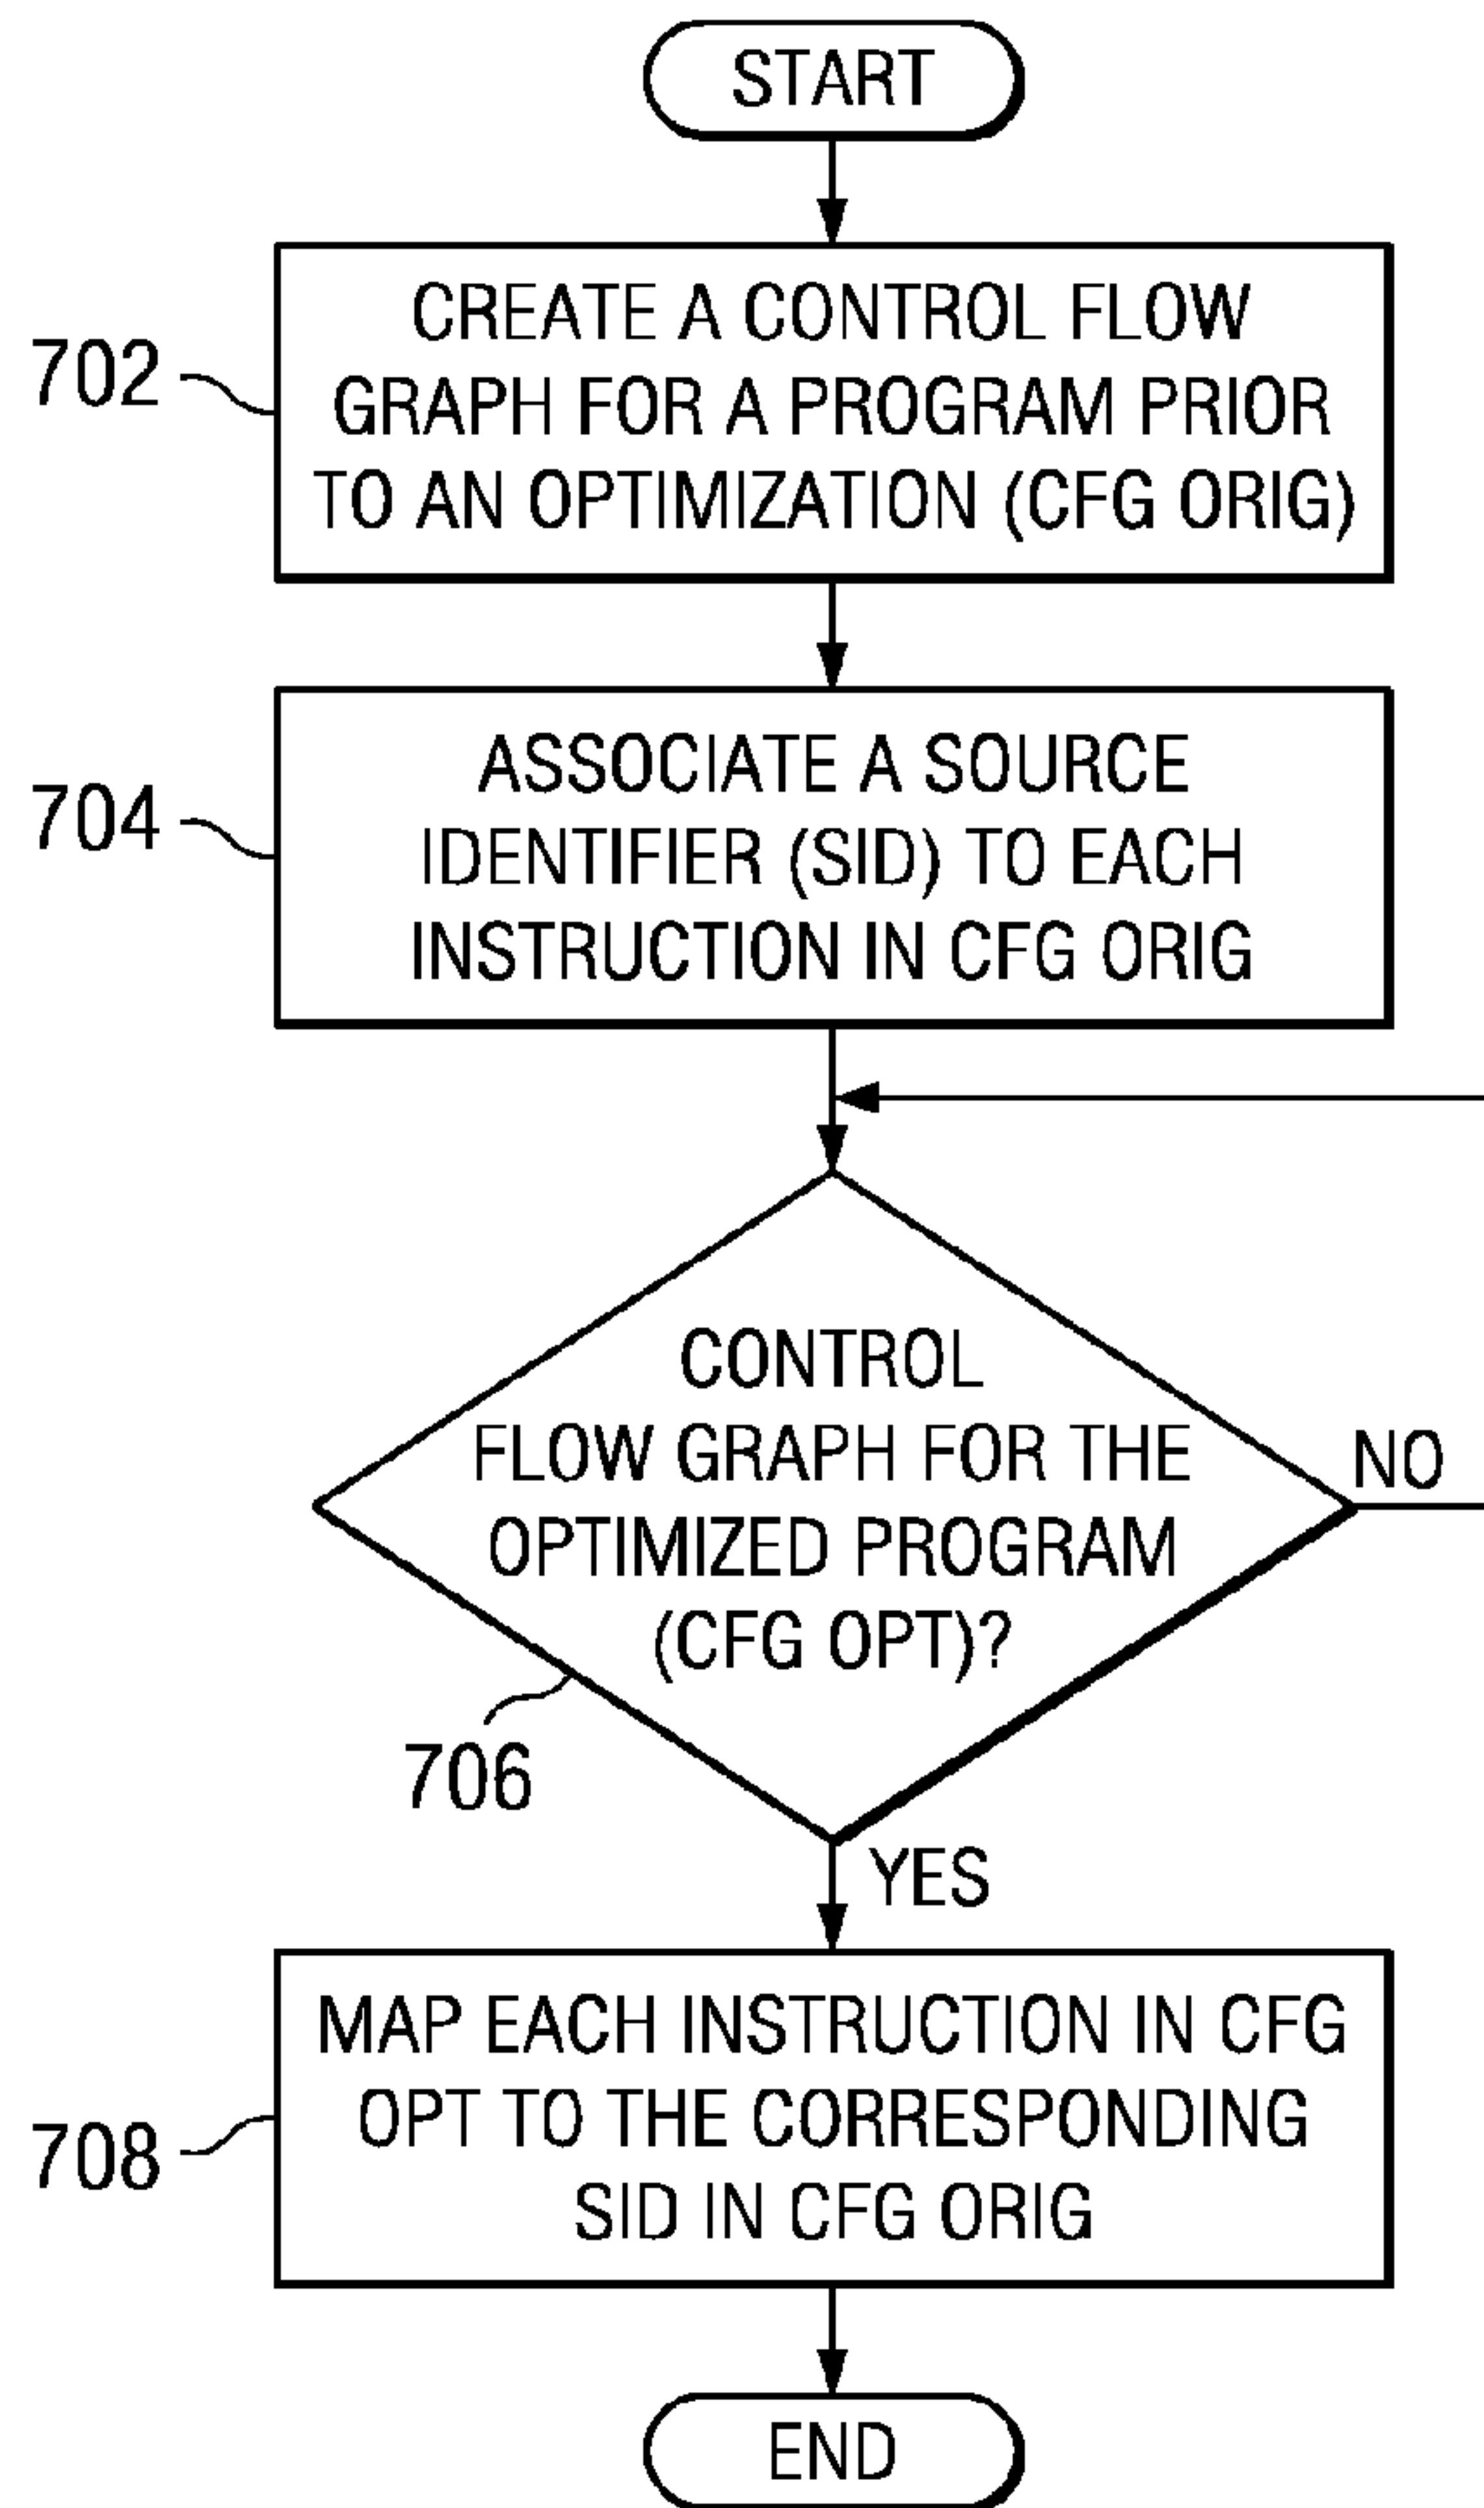 START
CREATE A CONTROL FLOW
GRAPH FOR A PROGRAM PRIOR
TO AN OPTIMIZATION (CFG ORIG)
702
ASSOCIATE A SOURCE
IDENTIFIER (SID) TO EACH
INSTRUCTION IN CFG ORIG
704
CONTROL
FLOW GRAPH FOR THE
OPTIMIZED PROGRAM
(CFG OPT)?
NO
706
YES
MAP EACH INSTRUCTION IN CFG
OPT TO THE CORRESPONDING
SID IN CFG ORIG
708
END